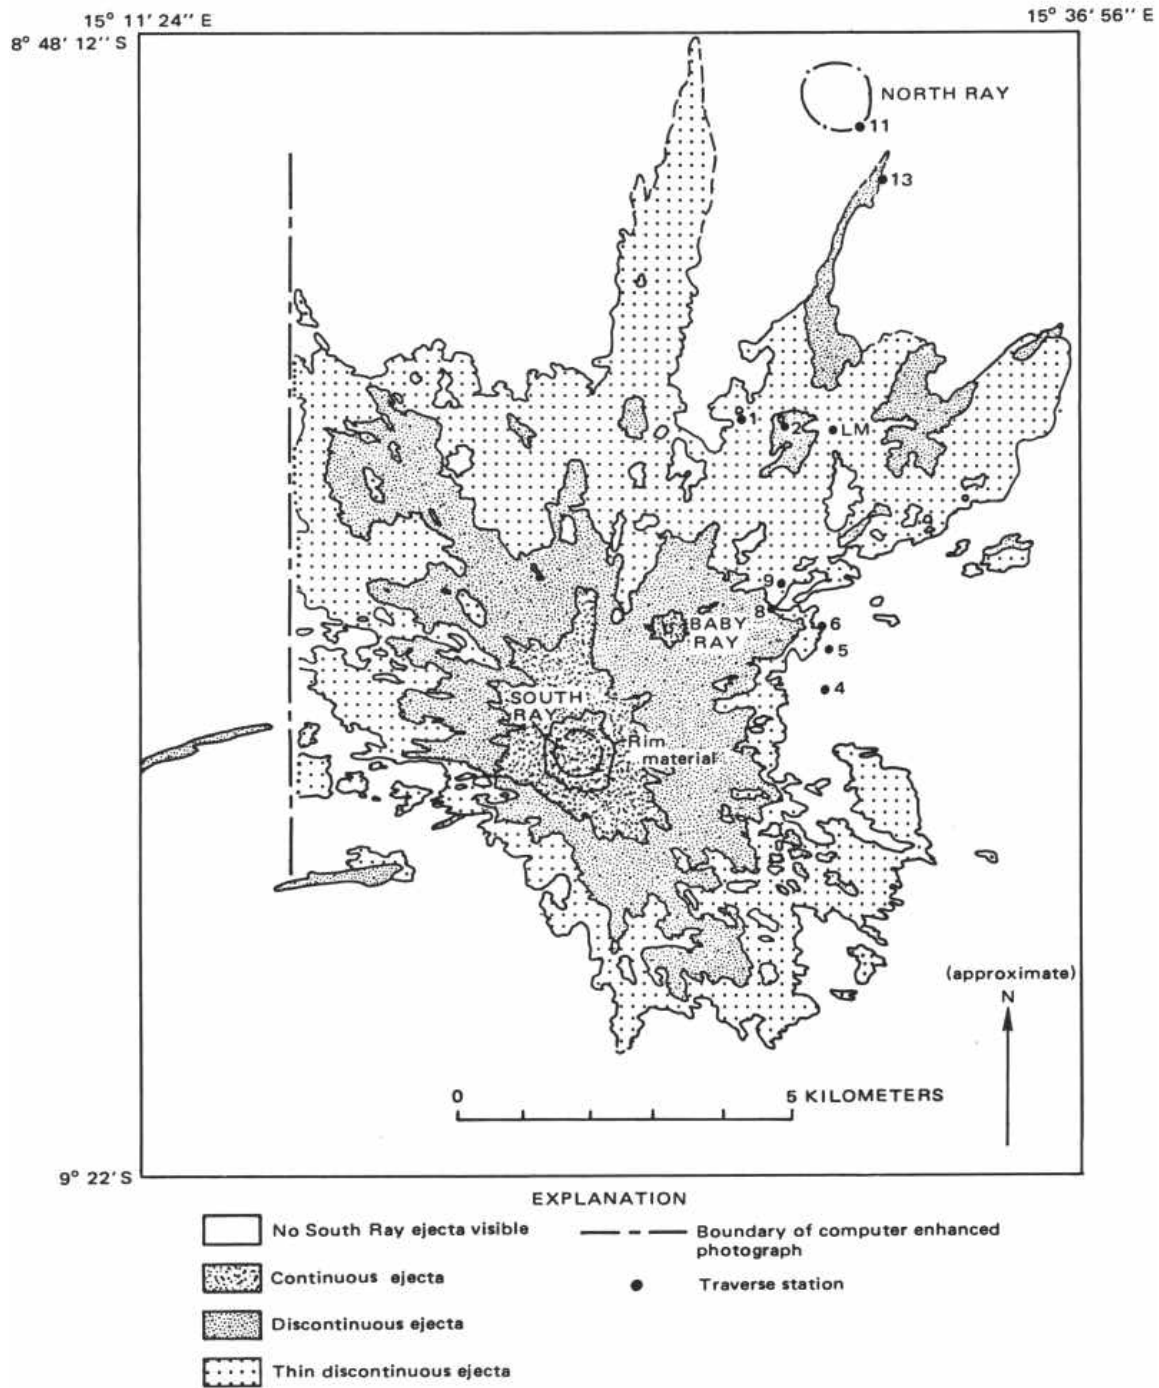 15° 11' 24" E
15° 36' 56" E
8° 48' 12" S
NORTH RAY
11
13
1
2
LM
9
8
BABY
RAY
6
5
4
SOUTH
RAY
Rim
material
(approximate)
N
0
5 KILOMETERS
9° 22' S
EXPLANATION
No South Ray ejecta visible
Boundary of computer enhanced
photograph
Continuous ejecta
Traverse station
Discontinuous ejecta
Thin discontinuous ejecta